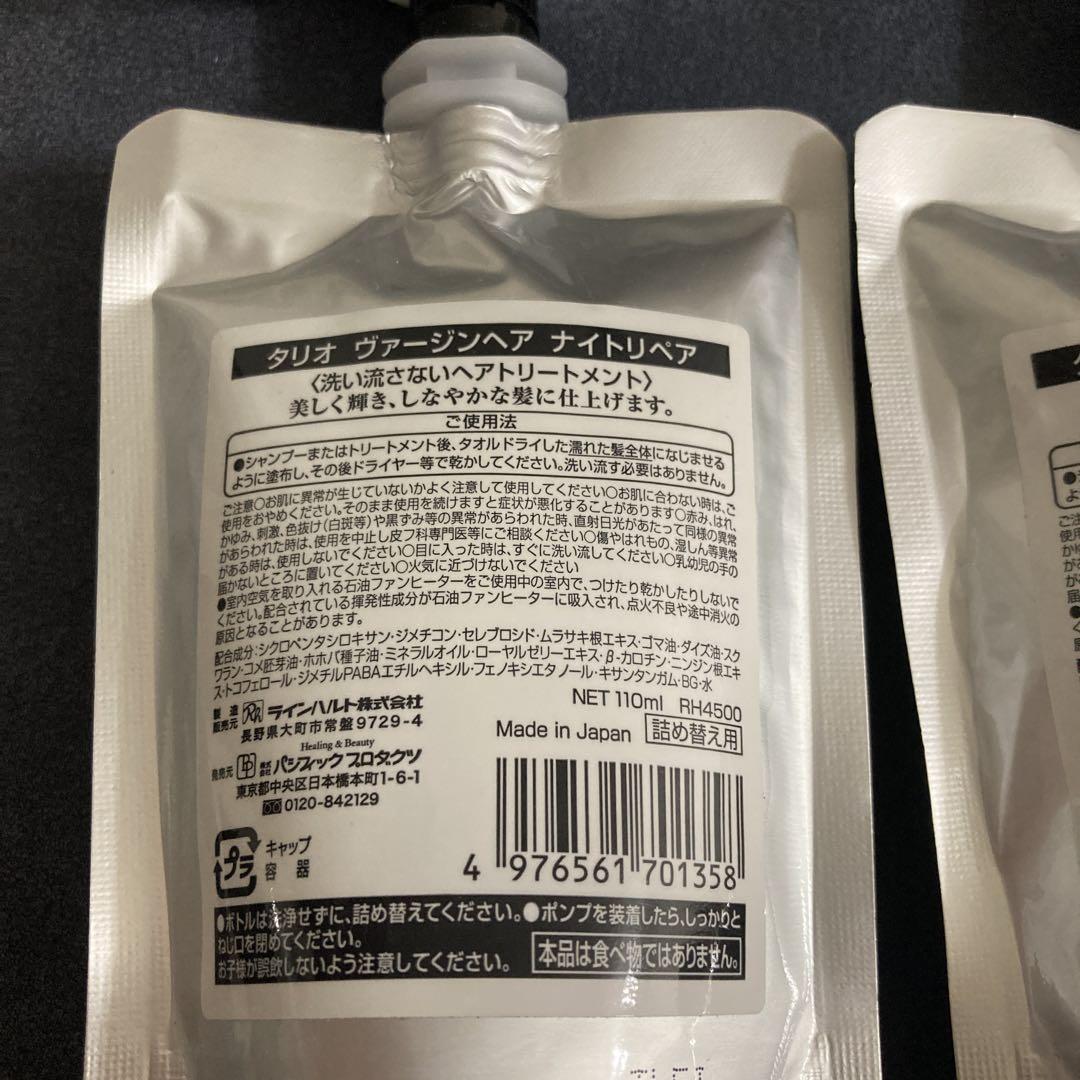 タリオ ヴァージンヘア ナイトリペア
〈洗い流さないヘアトリートメント〉
美しく輝き、しなやかな髪に仕上げます。
ご使用法
●シャンプーまたはトリートメント後、タオルドライした濡れた髪全体になじませる
ように塗布し、その後ドライヤー等で乾かしてください。洗い流す必要はありません。
ご注意○お肌に異常が生じていないかよく注意して使用してください○お肌に合わない時は、ご
使用をおやめください。そのまま使用を続けますと症状が悪化することがあります○赤み、はれ、
かゆみ、刺激、色抜け(白斑等)や黒ずみ等の異常があらわれた時、直射日光があたって同様の異常
があらわれた時は、使用を中止し皮フ科専門医等にご相談ください○傷やはれもの、湿しん等異常
がある時は、使用しないでください○目に入った時は、すぐに洗い流してください○乳幼児の手の
届かないところに置いてください○火気に近づけないでください
●室内空気を取り入れる石油ファンヒーターをご使用中の室内で、つけたり乾かしたりしないで
ください。配合されている揮発性成分が石油ファンヒーターに吸入され、点火不良や途中消火の
原因となることがあります。
配合成分:シクロペンタシロキサン・ジメチコン・セレブロシド・ムラサキ根エキス・ゴマ油・ダイズ油・スク
ワラン・コメ胚芽油・ホホバ種子油・ミネラルオイル・ローヤルゼリーエキス・β-カロチン・ニンジン根エキ
ス・トコフェロール・ジメチルPABAエチルヘキシル・フェノキシエタノール・キサンタンガム・BG・水
NET 110ml RH4500
製造販売元 ラインハルト株式会社
長野県大町市常盤9729-4
Made in Japan 詰め替え用
Healing & Beauty
発売元 株式会社 パシフィックプロダクツ
東京都中央区日本橋本町1-6-1
0120-842129
プラ キャップ
容器
4 976561 701358
●ボトルは洗浄せずに、詰め替えてください。●ポンプを装着したら、しっかりと
ねじ口を閉めてください。
お子様が誤飲しないよう注意してください。 本品は食べ物ではありません。